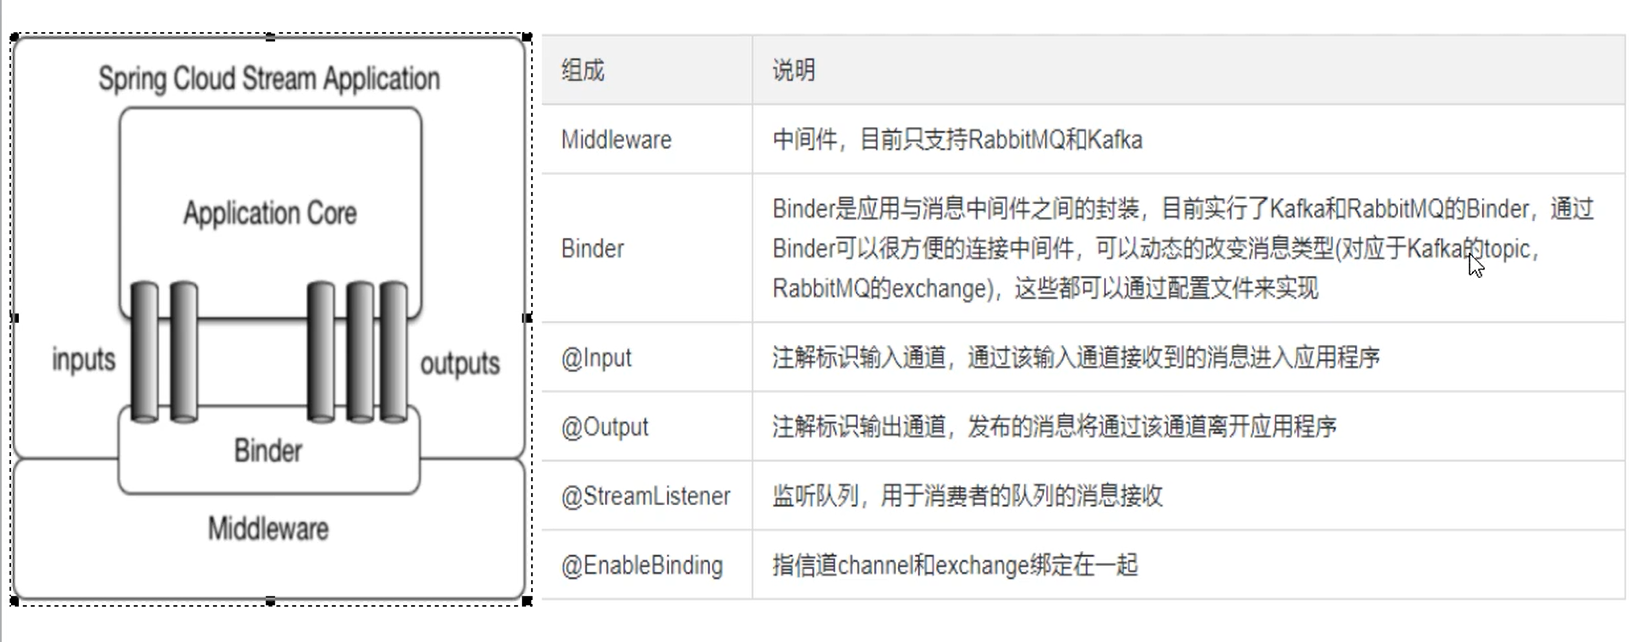 Spring Cloud Stream Application
Application Core
inputs
outputs
Binder
Middleware
组成 说明
Middleware 中间件，目前只支持RabbitMQ和Kafka
Binder Binder是应用与消息中间件之间的封装，目前实行了Kafka和RabbitMQ的Binder，通过
Binder可以很方便的连接中间件，可以动态的改变消息类型(对应于Kafka的topic，
RabbitMQ的exchange)，这些都可以通过配置文件来实现
@Input 注解标识输入通道，通过该输入通道接收到的消息进入应用程序
@Output 注解标识输出通道，发布的消息将通过该通道离开应用程序
@StreamListener 监听队列，用于消费者的队列的消息接收
@EnableBinding 指信道channel和exchange绑定在一起